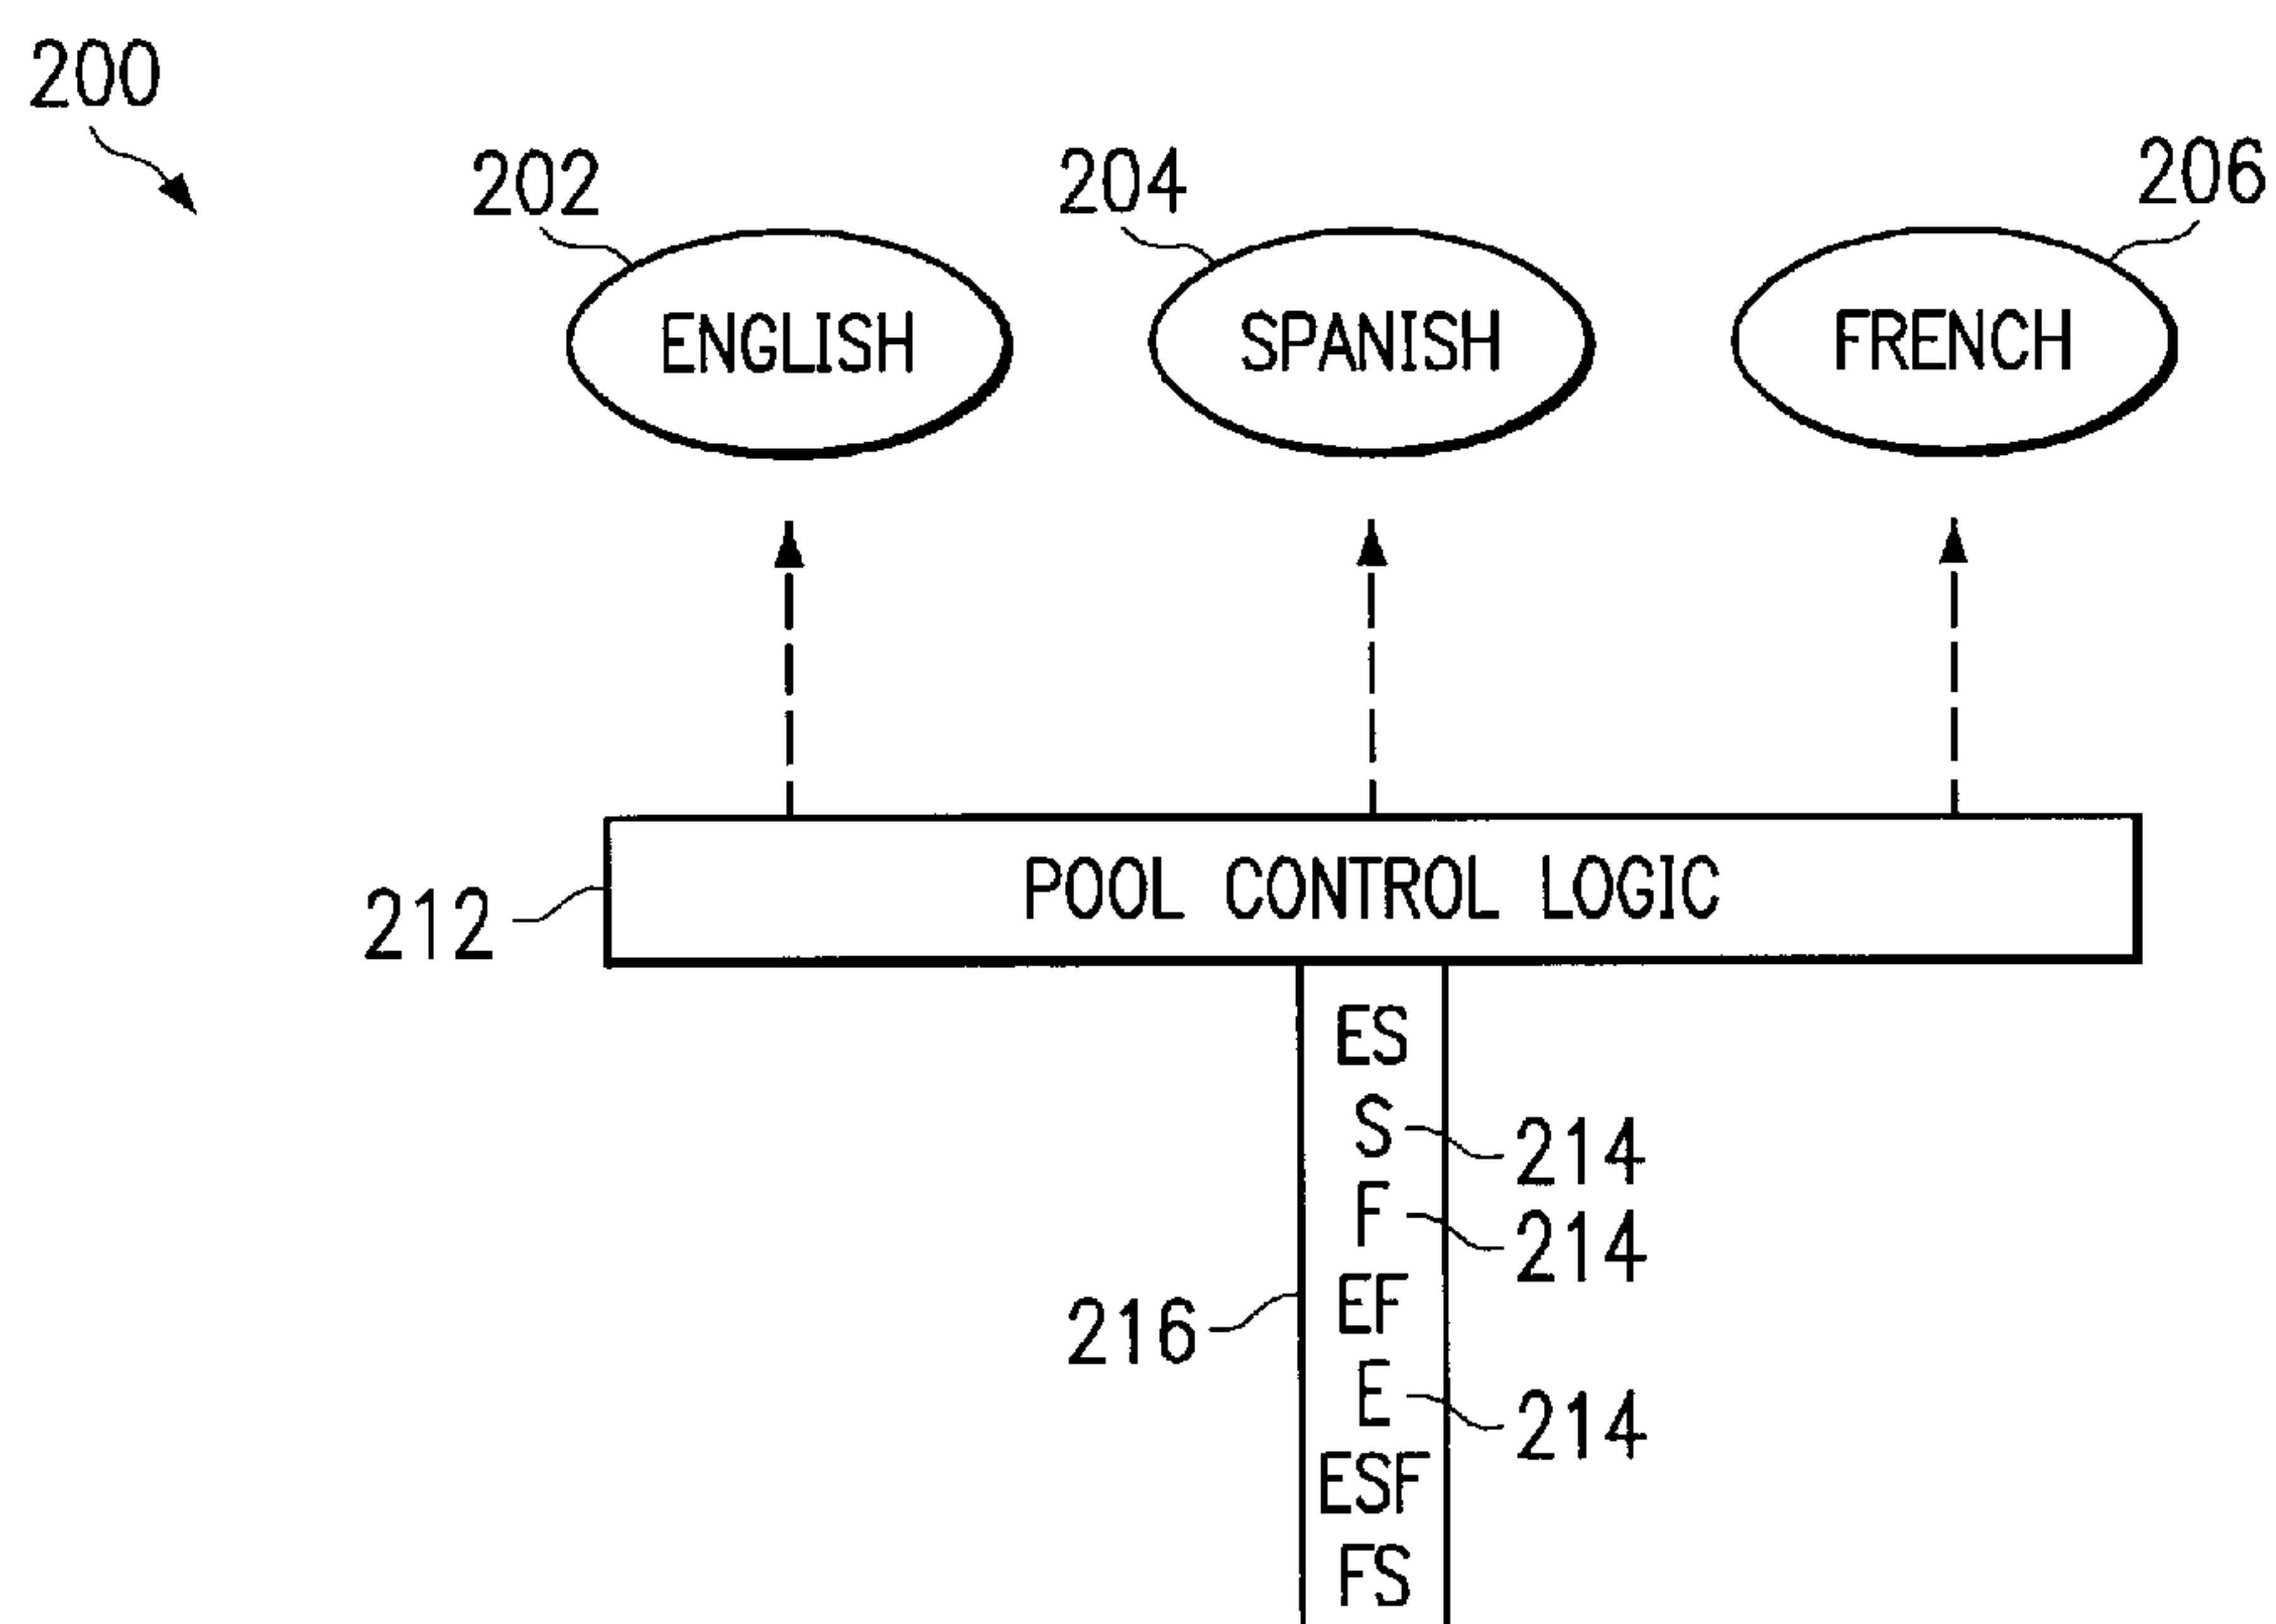 200
202
204
206
ENGLISH
SPANISH
FRENCH
212
POOL CONTROL LOGIC
ES
S
214
F
214
216
EF
E
214
ESF
FS